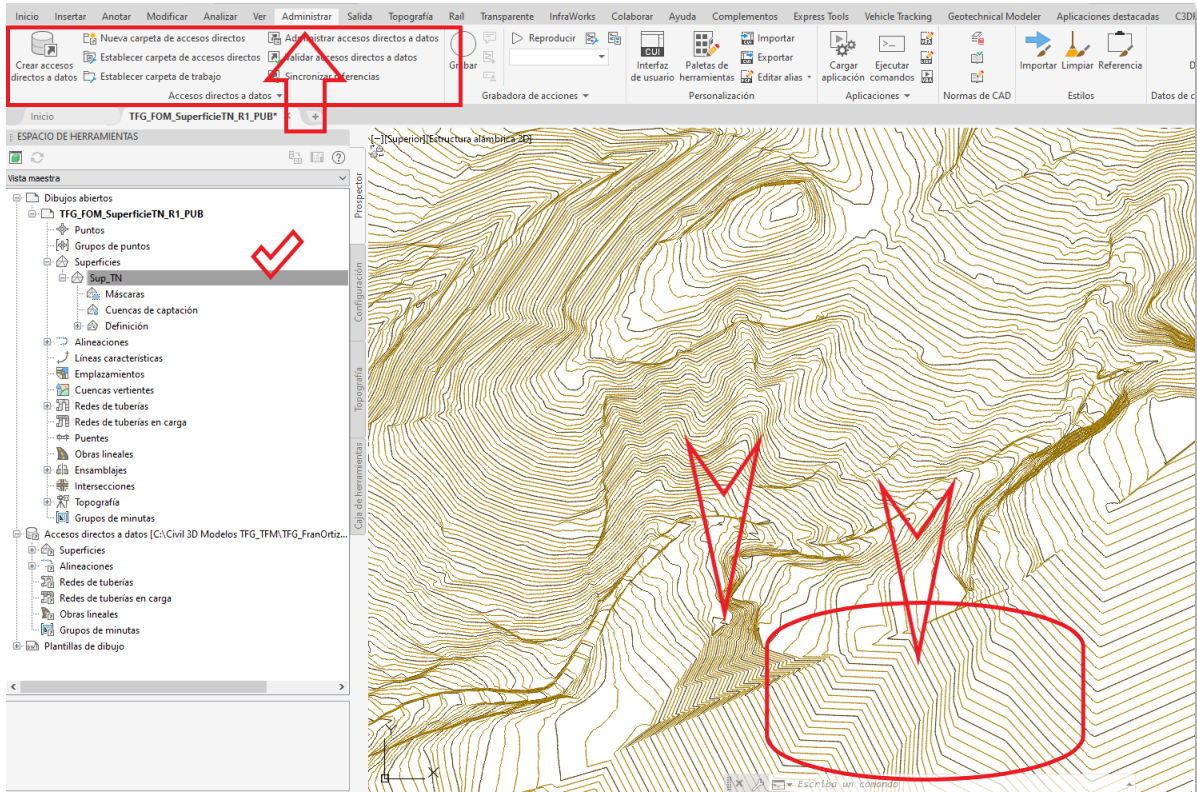 Inicio Insertar Anotar Modificar Analizar Ver Administrar Salida Topografía Raíl Transparente InfraWorks Colaborar Ayuda Complementos Express Tools Vehicle Tracking Geotechnical Modeler Aplicaciones destacadas C3D
Crear accesos directos a datos
Nueva carpeta de accesos directos
Establecer carpeta de accesos directos
Establecer carpeta de trabajo
Administrar accesos directos a datos
Validar accesos directos a datos
Sincronizar referencias
Accesos directos a datos
Grabar
Reproducir
Grabadora de acciones
CUI
Interfaz de usuario
Paletas de herramientas
Importar
Exportar
Editar alias
Personalización
Cargar aplicación
Ejecutar comandos
Aplicaciones
Normas de CAD
Importar Limpiar Referencia
Estilos
D
Datos de c
Inicio TFG_FOM_SuperficieTN_R1_PUB*
ESPACIO DE HERRAMIENTAS
Vista maestra
Dibujos abiertos
TFG_FOM_SuperficieTN_R1_PUB
Puntos
Grupos de puntos
Superficies
Sup_TN
Máscaras
Cuencas de captación
Definición
Alineaciones
Líneas características
Emplazamientos
Cuencas vertientes
Redes de tuberías
Redes de tuberías en carga
Puentes
Obras lineales
Ensamblajes
Intersecciones
Topografía
Grupos de minutas
Accesos directos a datos [C:\Civil 3D Modelos TFG_TFM\TFG_FranOrtiz...
Superficies
Alineaciones
Redes de tuberías
Redes de tuberías en carga
Obras lineales
Grupos de minutas
Plantillas de dibujo
Prospector
Configuración
Topografía
Caja de herramientas
[−][Superior][Estructura alámbrica 2D]
Y
X
Escriba un comando